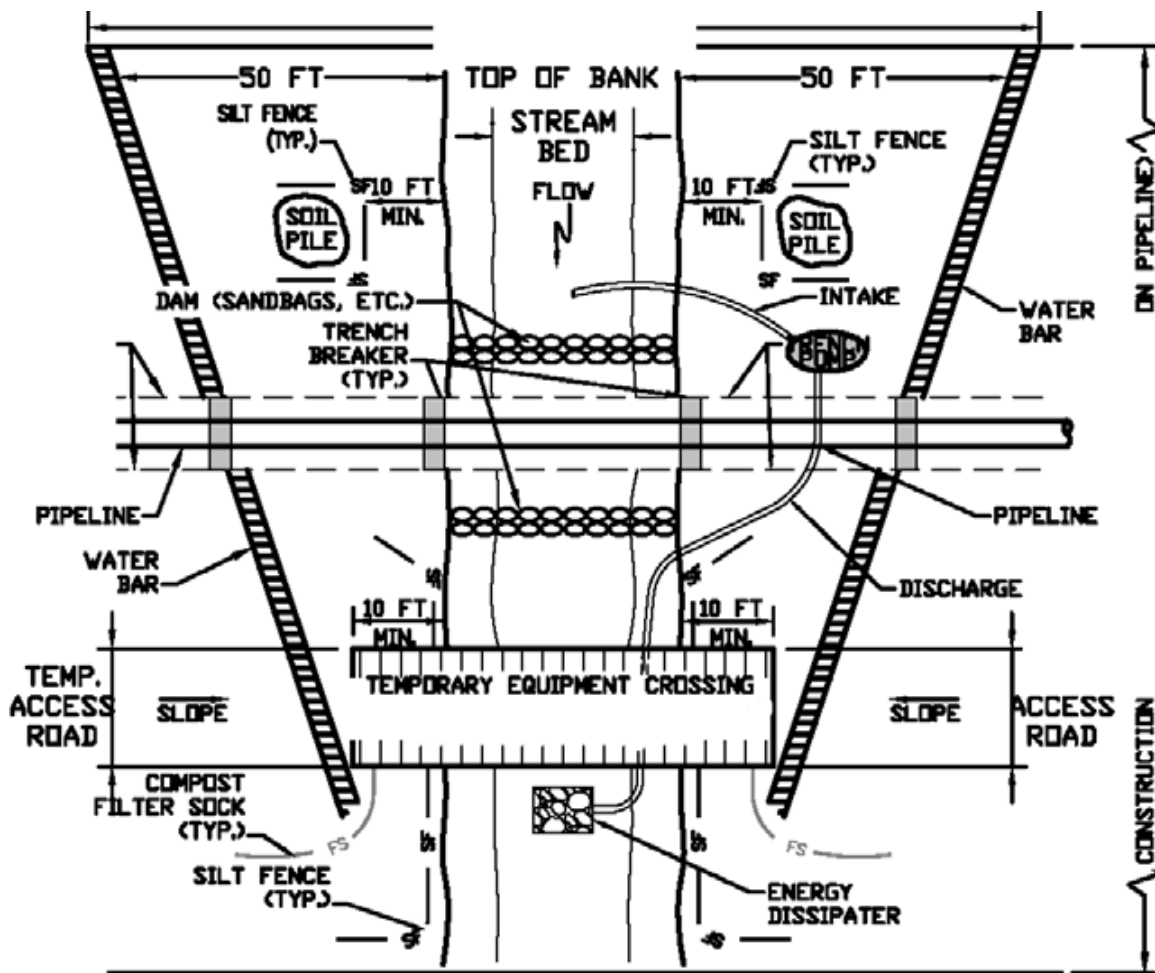 50 FT
TOP OF BANK
50 FT
SILT FENCE
(TYP.)
STREAM
BED
SILT FENCE
(TYP.)
SF
10 FT
MIN.
FLOW
10 FT
MIN.
SF
SOIL
PILE
SOIL
PILE
SF
SF
DAM (SANDBAGS, ETC.)
INTAKE
WATER
BAR
ON PIPELINE)
TRENCH
BREAKER
(TYP.)
PIPELINE
PIPELINE
WATER
BAR
SF
SF
DISCHARGE
10 FT
MIN.
10 FT
MIN.
TEMP.
ACCESS
ROAD
SLOPE
TEMPORARY EQUIPMENT CROSSING
SLOPE
ACCESS
ROAD
COMPOST
FILTER SOCK
(TYP.)
FS
SF
SF
FS
SILT FENCE
(TYP.)
ENERGY
DISSIPATER
SF
SF
CONSTRUCTION